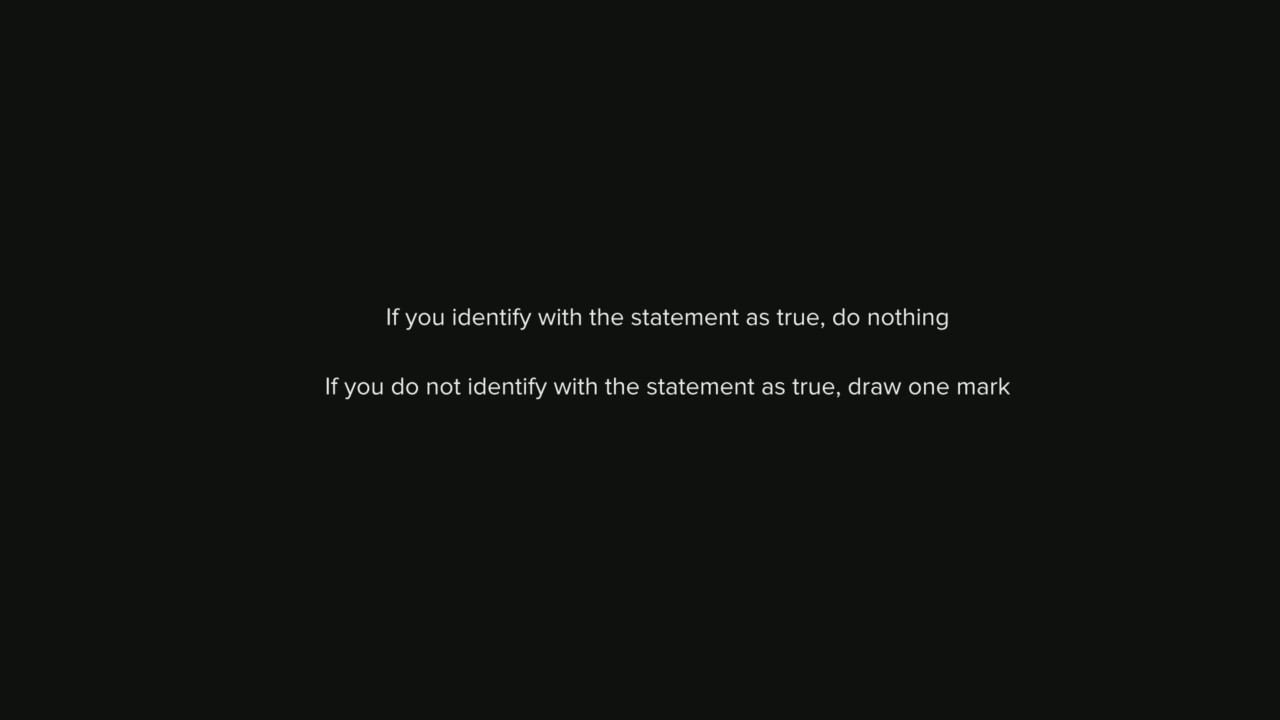 If you identify with the statement as true, do nothing
If you do not identify with the statement as true, draw one mark